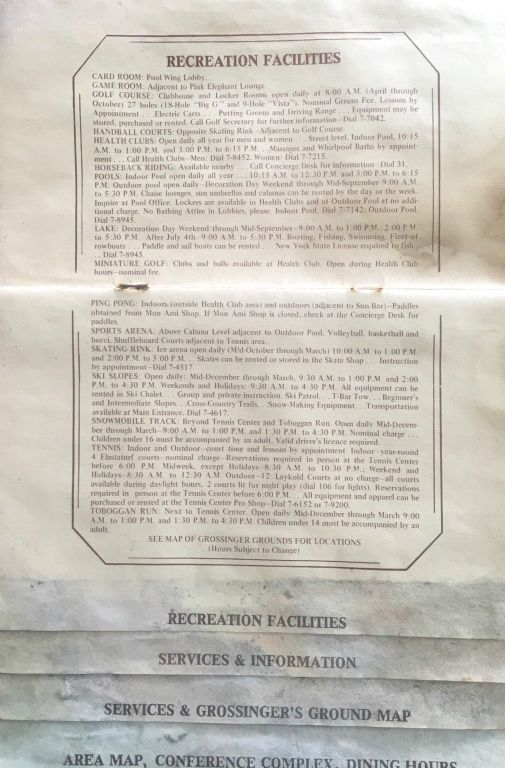 RECREATION FACILITIES
CARD ROOM: Pool Wing Lobby.
GAME ROOM: Adjacent to Pink Elephant Lounge.
GOLF COURSE: Clubhouse and Locker Rooms open daily at 8:00 A.M. (April through
October) 27 holes (18-Hole "Big G" and 9-Hole "Vista"). Nominal Greens Fee. Lessons by
Appointment . . . Electric Carts . . . Putting Greens and Driving Range . . . Equipment may be
stored, purchased or rented. Call Golf Secretary for further information—Dial 7-7042.
HANDBALL COURTS: Opposite Skating Rink—Adjacent to Golf Course.
HEALTH CLUBS: Open daily all year for men and women . . . Street level, Indoor Pool, 10:15
A.M. to 1:00 P.M. and 3:00 P.M. to 6:15 P.M. . . Massages and Whirlpool Baths by appoint-
ment . . . Call Health Clubs—Men: Dial 7-8452. Women: Dial 7-7215.
HORSEBACK RIDING: Available nearby . . . Call Concierge Desk for information—Dial 31.
POOLS: Indoor Pool open daily all year . . . 10:15 A.M. to 12:30 P.M. and 3:00 P.M. to 6:15
P.M. Outdoor pool open daily—Decoration Day Weekend through Mid-September 9:00 A.M.
to 5:30 P.M. Chaise lounges, sun umbrellas and cabanas can be rented by the day or the week.
Inquire at Pool Office. Lockers are available in Health Clubs and at Outdoor Pool at no addi-
tional charge. No Bathing Attire in Lobbies, please. Indoor Pool, Dial 7-7142; Outdoor Pool,
Dial 7-8945.
LAKE: Decoration Day Weekend through Mid-September—9:00 A.M. to 1:00 P.M.; 2:00 P.M.
to 5:30 P.M. After July 4th—9:00 A.M. to 5:30 P.M. Boating, Fishing, Swimming. Fleet of
rowboats . . . Paddle and sail boats can be rented . . . New York State License required to fish
. . . Dial 7-8945.
MINIATURE GOLF: Clubs and balls available at Health Club. Open during Health Club
hours—nominal fee.
PING PONG: Indoors (outside Health Club area) and outdoors (adjacent to Sun Bar)—Paddles
obtained from Mon Ami Shop. If Mon Ami Shop is closed, check at the Concierge Desk for
paddles.
SPORTS ARENA: Above Cabana Level adjacent to Outdoor Pool. Volleyball, basketball and
bocci. Shuffleboard Courts adjacent to Tennis area.
SKATING RINK: Ice arena open daily (Mid-October through March) 10:00 A.M. to 1:00 P.M.
and 2:00 P.M. to 5:00 P.M. . . Skates can be rented or stored in the Skate Shop . . . Instruction
by appointment—Dial 7-4517.
SKI SLOPES: Open daily: Mid-December through March, 9:30 A.M. to 1:00 P.M. and 2:00
P.M. to 4:30 P.M. Weekends and Holidays: 9:30 A.M. to 4:30 P.M. All equipment can be
rented in Ski Chalet. . . Group and private instruction. Ski Patrol. . . T-Bar Tow. . . Beginner's
and Intermediate Slopes. . . Cross-Country Trails. . . Snow-Making Equipment. . . Transportation
available at Main Entrance. Dial 7-4617.
SNOWMOBILE TRACK: Beyond Tennis Center and Toboggan Run. Open daily Mid-Decem-
ber through March—9:00 A.M. to 1:00 P.M. and 1:30 P.M. to 4:30 P.M. Nominal charge . . .
Children under 16 must be accompanied by an adult. Valid driver's licence required.
TENNIS: Indoor and Outdoor—court time and lessons by appointment. Indoor—year-round
4 Elastaturf courts—nominal charge—Reservations required in person at the Tennis Center
before 6:00 P.M. Midweek, except Holidays—8:30 A.M. to 10:30 P.M.; Weekend and
Holidays—8:30 A.M. to 12:30 A.M. Outdoor—12 Laykold Courts at no charge—all courts
available during daylight hours, 2 courts lit for night play (dial 106 for lights). Reservations
required in person at the Tennis Center before 6:00 P.M. . . All equipment and apparel can be
purchased or rented at the Tennis Center Pro Shop—Dial 7-6152 or 7-9200.
TOBOGGAN RUN: Next to Tennis Center. Open daily Mid-December through March 9:00
A.M. to 1:00 P.M. and 1:30 P.M. to 4:30 P.M. Children under 14 must be accompanied by an
adult.
SEE MAP OF GROSSINGER GROUNDS FOR LOCATIONS
(Hours Subject to Change)
RECREATION FACILITIES
SERVICES & INFORMATION
SERVICES & GROSSINGER'S GROUND MAP
AREA MAP, CONFERENCE COMPLEX, DINING HOURS